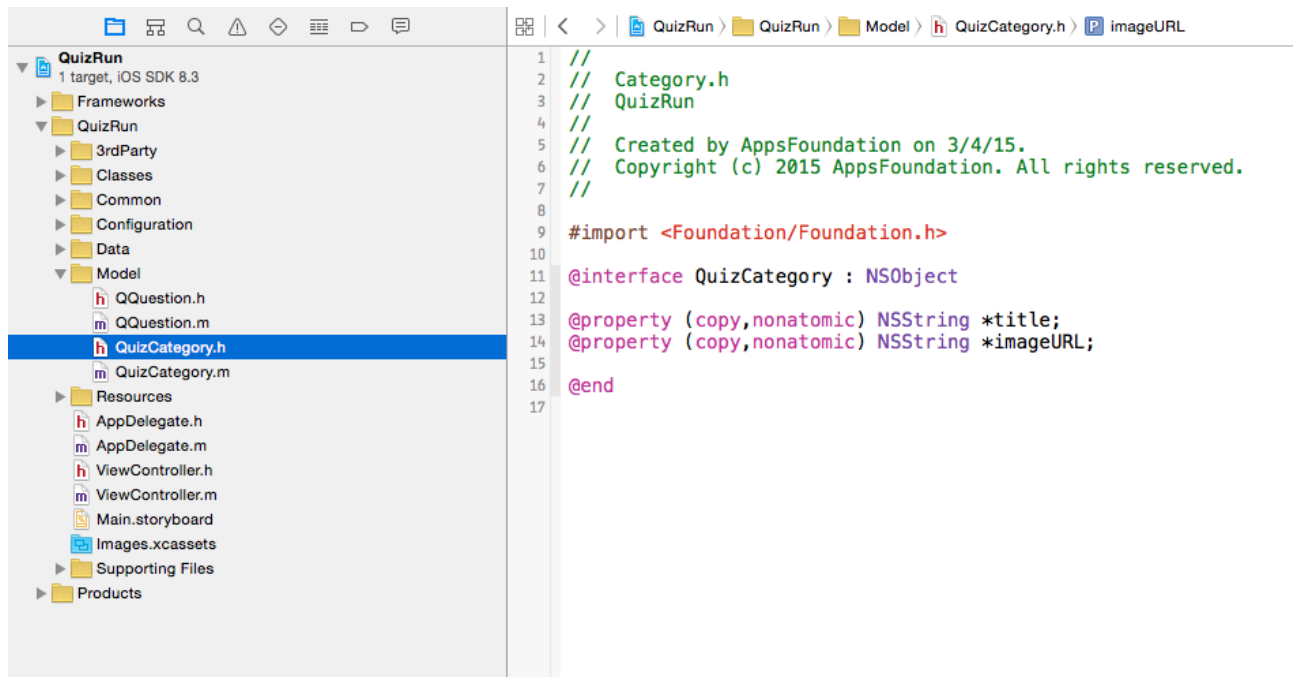 QuizRun
1 target, iOS SDK 8.3
Frameworks
QuizRun
3rdParty
Classes
Common
Configuration
Data
Model
h QQuestion.h
m QQuestion.m
h QuizCategory.h
m QuizCategory.m
Resources
h AppDelegate.h
m AppDelegate.m
h ViewController.h
m ViewController.m
Main.storyboard
Images.xcassets
Supporting Files
Products
QuizRun QuizRun Model h QuizCategory.h P imageURL
1 //
2 //  Category.h
3 //  QuizRun
4 //
5 //  Created by AppsFoundation on 3/4/15.
6 //  Copyright (c) 2015 AppsFoundation. All rights reserved.
7 //
8
9 #import <Foundation/Foundation.h>
10
11 @interface QuizCategory : NSObject
12
13 @property (copy,nonatomic) NSString *title;
14 @property (copy,nonatomic) NSString *imageURL;
15
16 @end
17